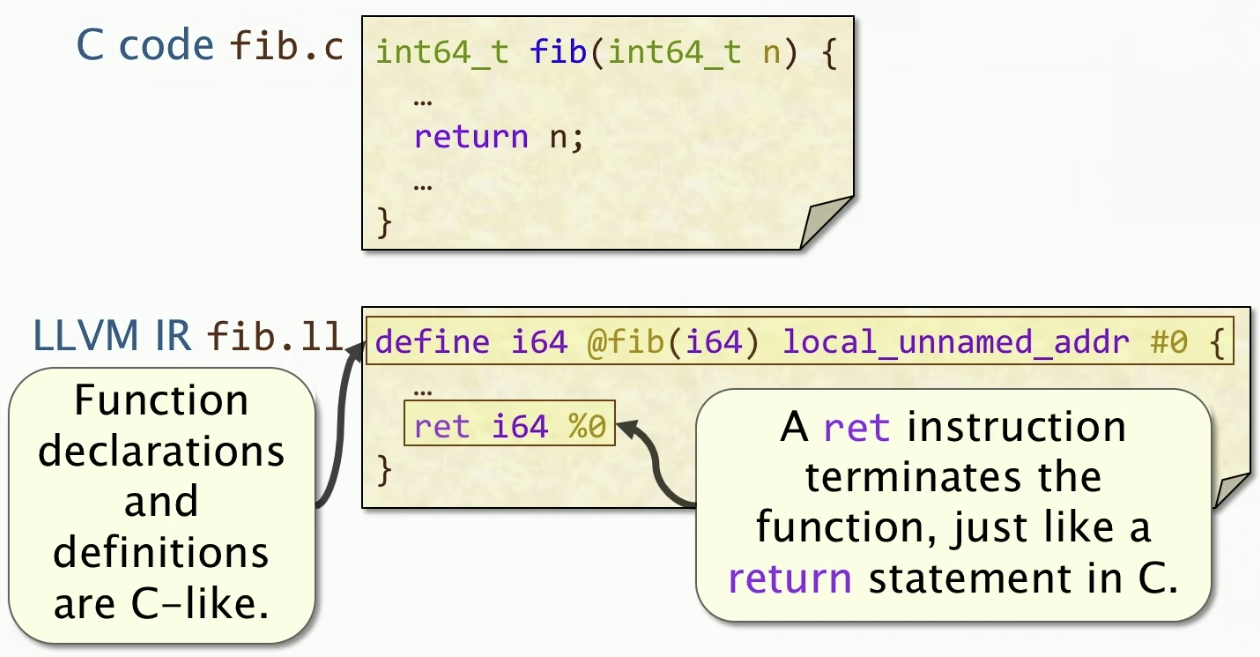 C code fib.c
int64_t fib(int64_t n) {
…
return n;
…
}
LLVM IR fib.ll
define i64 @fib(i64) local_unnamed_addr #0 {
…
ret i64 %0
}
Function
declarations
and
definitions
are C-like.
A ret instruction
terminates the
function, just like a
return statement in C.